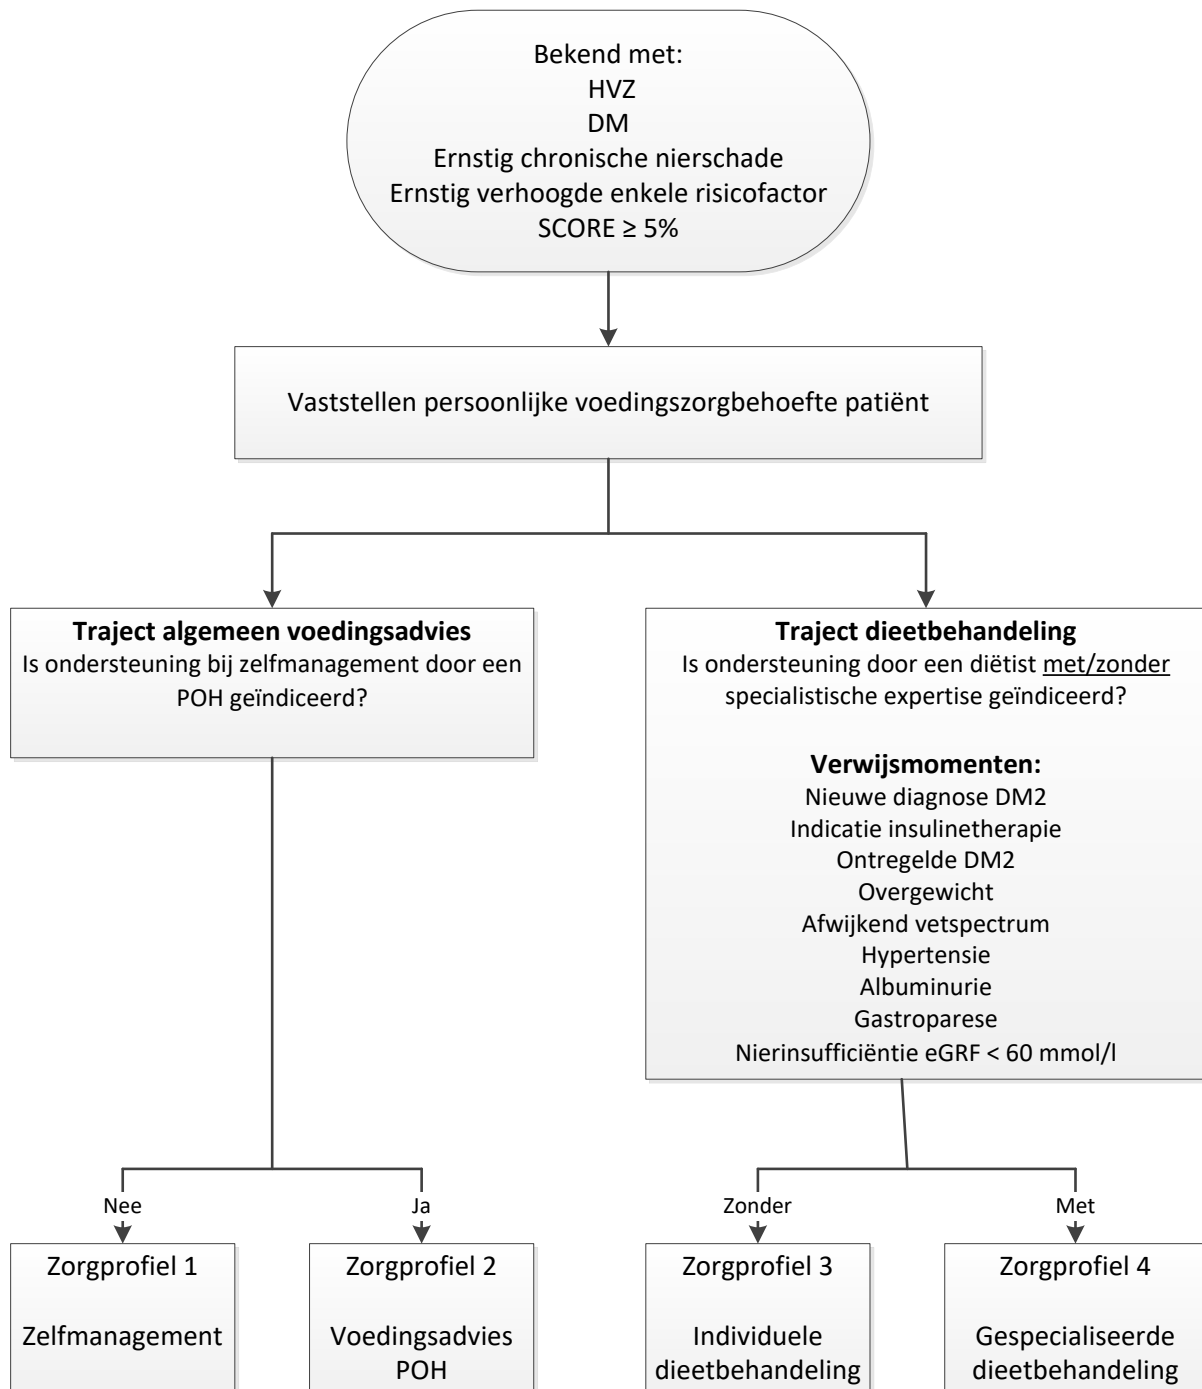 Bekend met:
HVZ
DM
Ernstig chronische nierschade
Ernstig verhoogde enkele risicofactor
SCORE ≥ 5%
Vaststellen persoonlijke voedingszorgbehoefte patiënt
Traject algemeen voedingsadvies
Is ondersteuning bij zelfmanagement door een
POH geïndiceerd?
Traject dieetbehandeling
Is ondersteuning door een diëtist met/zonder
specialistische expertise geïndiceerd?
Verwijsmomenten:
Nieuwe diagnose DM2
Indicatie insulinetherapie
Ontregelde DM2
Overgewicht
Afwijkend vetspectrum
Hypertensie
Albuminurie
Gastroparese
Nierinsufficiëntie eGRF < 60 mmol/l
Nee
Ja
Zonder
Met
Zorgprofiel 1
Zelfmanagement
Zorgprofiel 2
Voedingsadvies
POH
Zorgprofiel 3
Individuele
dieetbehandeling
Zorgprofiel 4
Gespecialiseerde
dieetbehandeling